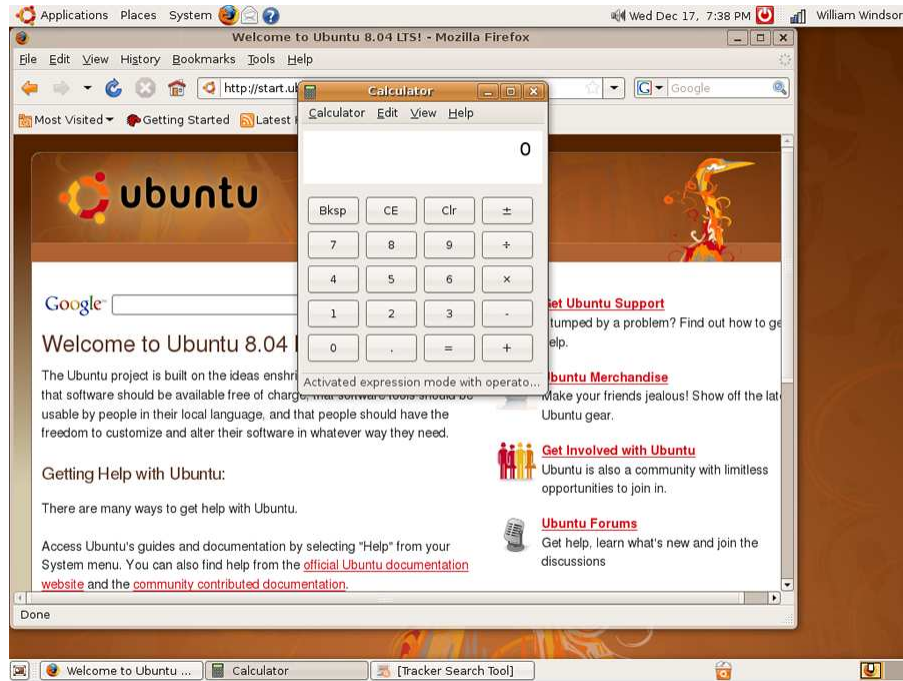 Applications Places System
Wed Dec 17, 7:38 PM
William Windsor
Welcome to Ubuntu 8.04 LTS! - Mozilla Firefox
File Edit View History Bookmarks Tools Help
http://start.ub
G Google
Most Visited Getting Started Latest
Calculator
Calculator Edit View Help
0
Bksp CE Clr ±
7 8 9 ÷
4 5 6 ×
1 2 3 -
0 . = +
Activated expression mode with operato...
ubuntu
Google
Welcome to Ubuntu 8.04
The Ubuntu project is built on the ideas enshri
that software should be available free of charge, that software tools should be
usable by people in their local language, and that people should have the
freedom to customize and alter their software in whatever way they need.
Getting Help with Ubuntu:
There are many ways to get help with Ubuntu.
Access Ubuntu's guides and documentation by selecting "Help" from your
System menu. You can also find help from the official Ubuntu documentation
website and the community contributed documentation.
Get Ubuntu Support
tumped by a problem? Find out how to ge
elp.
Ubuntu Merchandise
Make your friends jealous! Show off the late
Ubuntu gear.
Get Involved with Ubuntu
Ubuntu is also a community with limitless
opportunities to join in.
Ubuntu Forums
Get help, learn what's new and join the
discussions
Done
Welcome to Ubuntu ...
Calculator
[Tracker Search Tool]